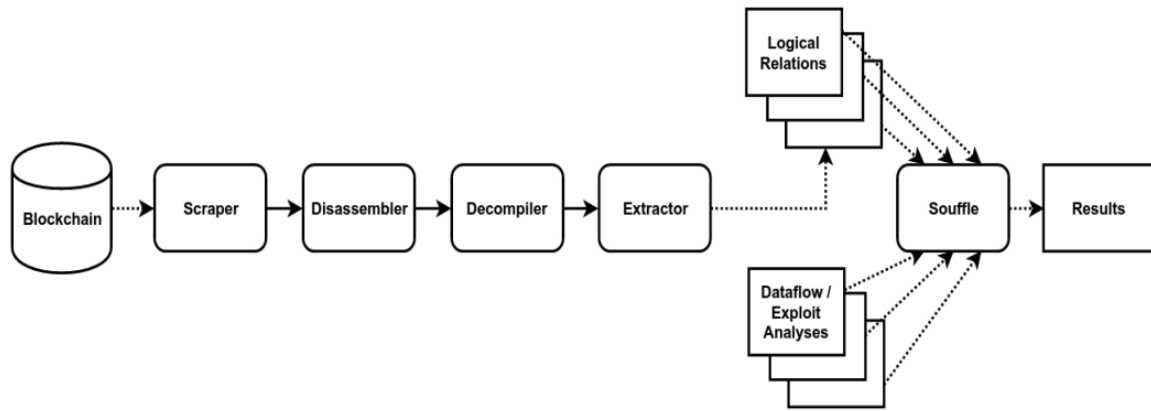 Logical
Relations
Blockchain
Scraper
Disassembler
Decompiler
Extractor
Souffle
Results
Dataflow /
Exploit
Analyses